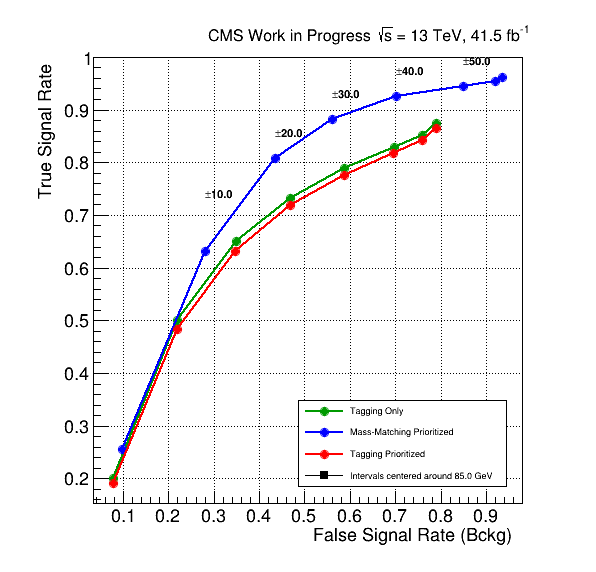 CMS Work in Progress √s = 13 TeV, 41.5 fb⁻¹
True Signal Rate
1
0.9
0.8
0.7
0.6
0.5
0.4
0.3
0.2
±10.0
±20.0
±30.0
±40.0
±50.0
Tagging Only
Mass-Matching Prioritized
Tagging Prioritized
Intervals centered around 85.0 GeV
0.1 0.2 0.3 0.4 0.5 0.6 0.7 0.8 0.9
False Signal Rate (Bckg)